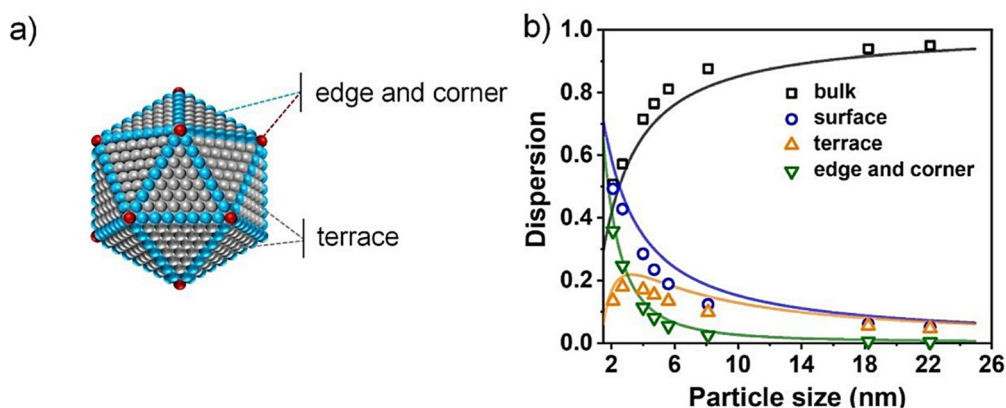 a)
edge and corner
terrace
b)
Dispersion
1.0
0.8
0.6
0.4
0.2
0.0
bulk
surface
terrace
edge and corner
2 6 10 14 18 22 26
Particle size (nm)